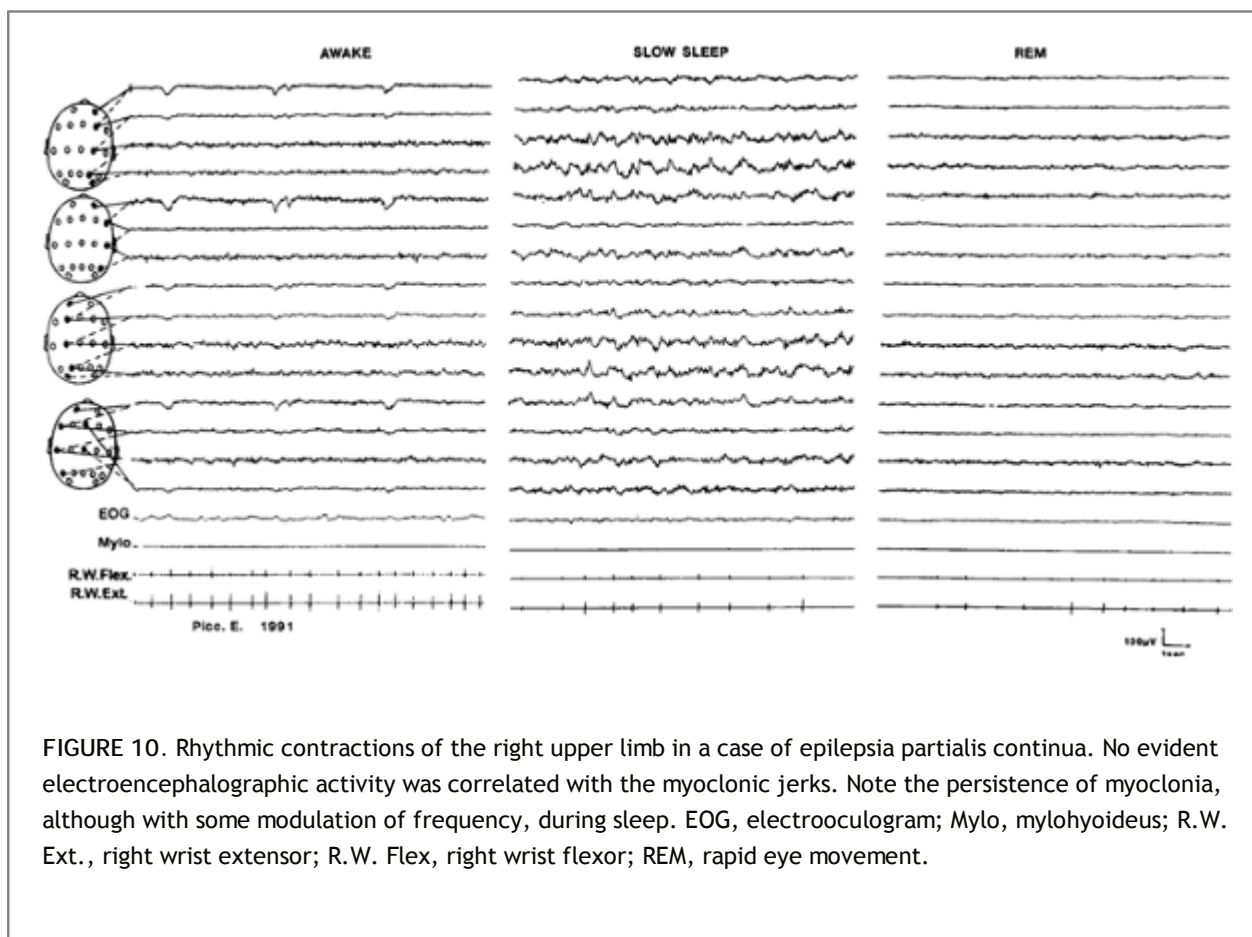 AWAKE SLOW SLEEP REM
EOG
Mylo.
R.W.Flex.
R.W.Ext.
Picc. E. 1991
100µV
1sec
FIGURE 10. Rhythmic contractions of the right upper limb in a case of epilepsia partialis continua. No evident
electroencephalographic activity was correlated with the myoclonic jerks. Note the persistence of myoclonia,
although with some modulation of frequency, during sleep. EOG, electrooculogram; Mylo, mylohyoideus; R.W.
Ext., right wrist extensor; R.W. Flex, right wrist flexor; REM, rapid eye movement.